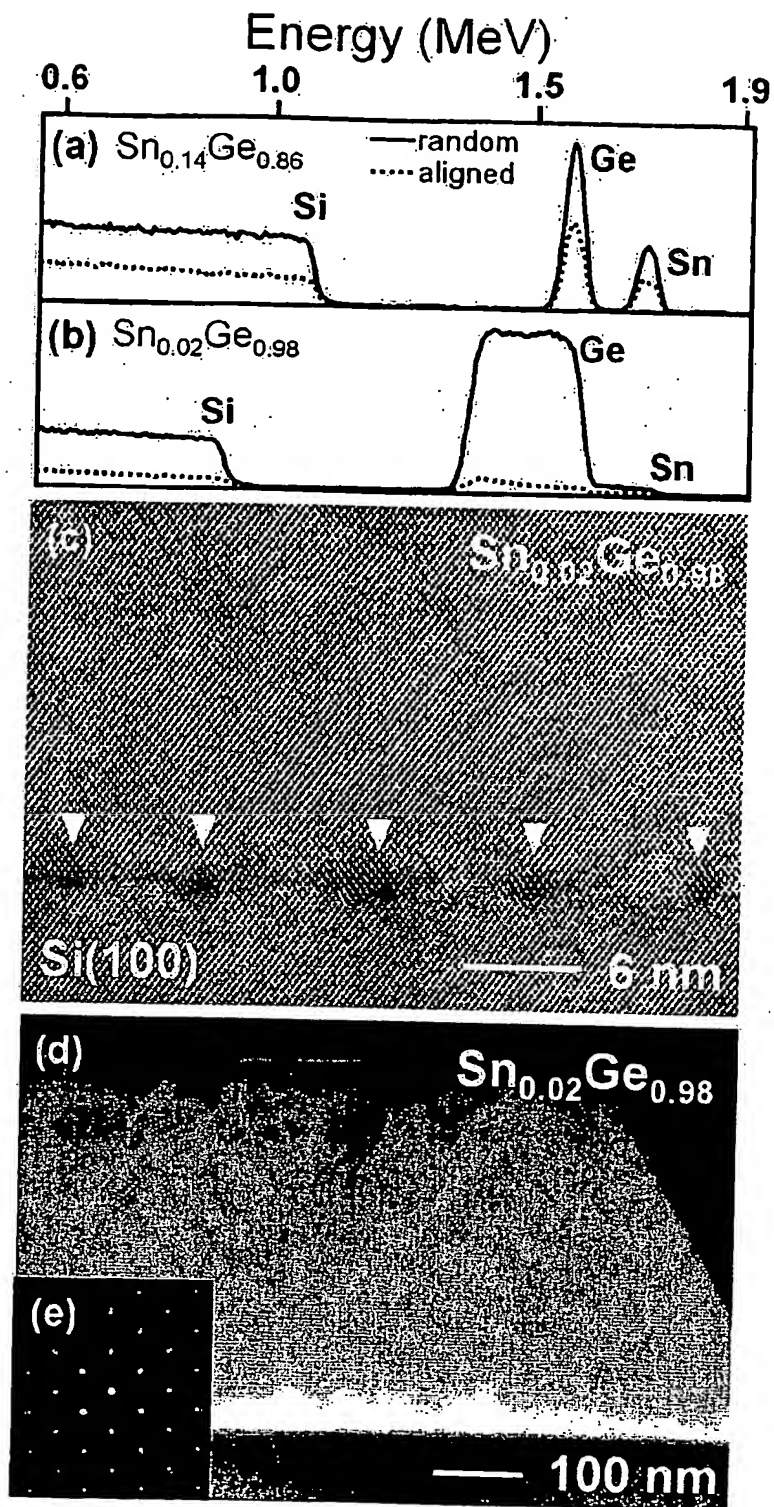 Energy (MeV)
0.6 1.0 1.5 1.9
(a) Sn0.14Ge0.86
random
aligned
Ge
Si
Sn
(b) Sn0.02Ge0.98
Ge
Si
Sn
(c) Sn0.02Ge0.98
Si(100)
6 nm
(d) Sn0.02Ge0.98
(e)
100 nm